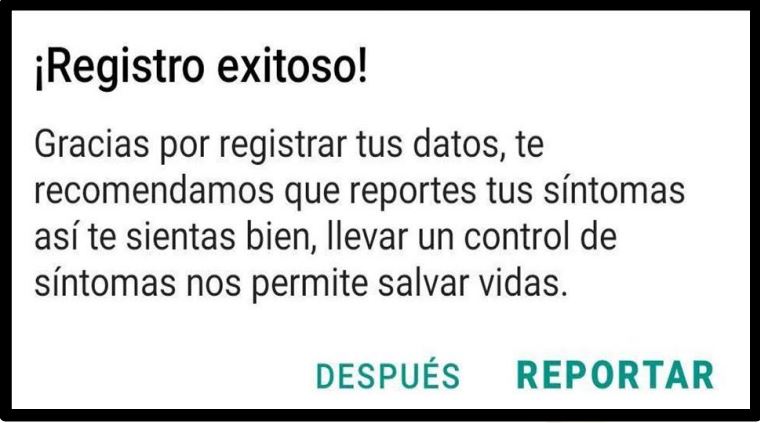 ¡Registro exitoso!
Gracias por registrar tus datos, te
recomendamos que reportes tus síntomas
así te sientas bien, llevar un control de
síntomas nos permite salvar vidas.
DESPUÉS REPORTAR